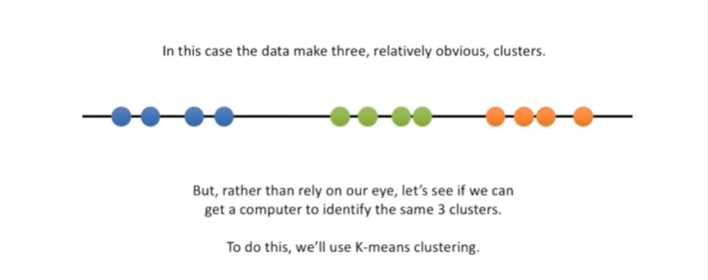 In this case the data make three, relatively obvious, clusters.
But, rather than rely on our eye, let's see if we can
get a computer to identify the same 3 clusters.
To do this, we'll use K-means clustering.